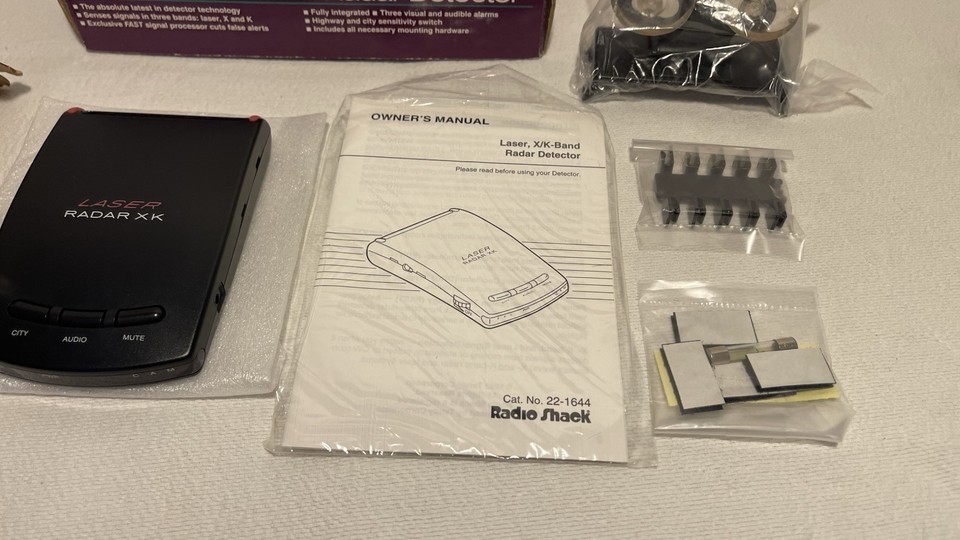 Radar Detector
■ The absolute latest in detector technology
■ Senses signals in three bands: laser, X and K
■ Exclusive FAST signal processor cuts false alerts
■ Fully integrated ■ Three visual and audible alarms
■ Highway and city sensitivity switch
■ Includes all necessary mounting hardware
LASER
RADAR XK
CITY
AUDIO
MUTE
OWNER'S MANUAL
Laser, X/K-Band
Radar Detector
Please read before using your Detector.
LASER
RADAR XK
Cat. No. 22-1644
Radio Shack